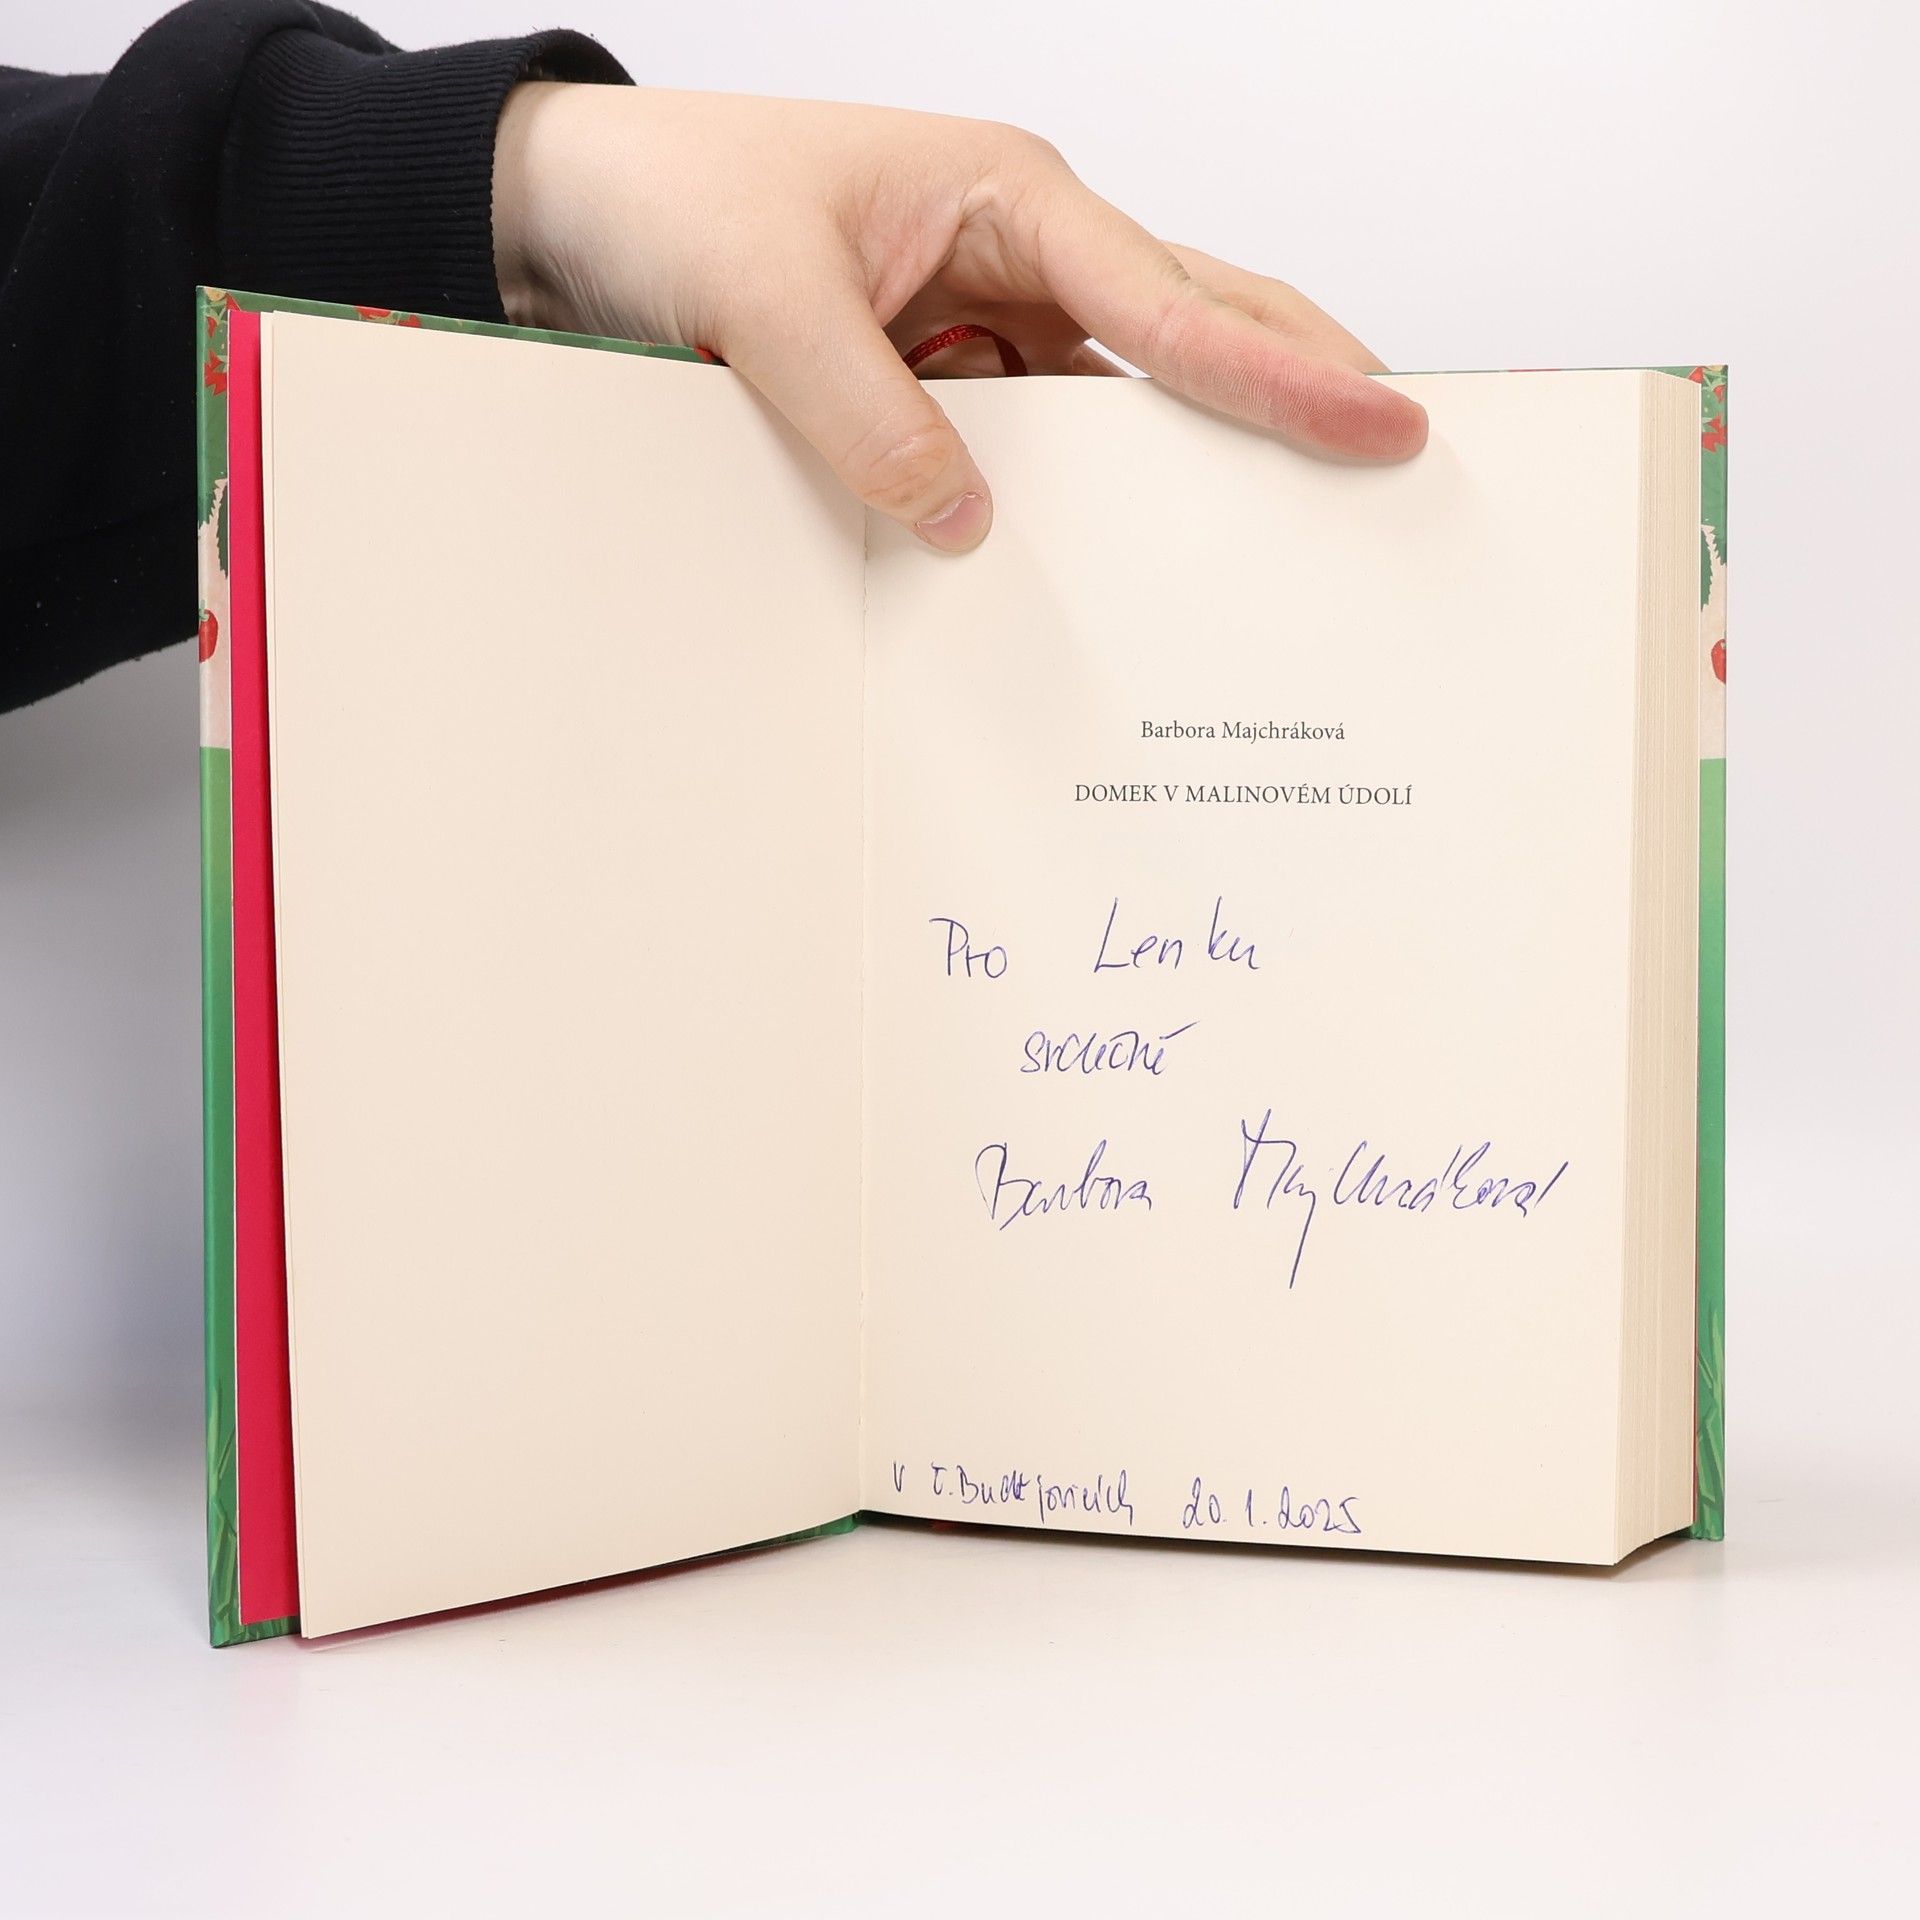 Barbora Majchráková
DOMEK V MALINOVÉM ÚDOLÍ
Pro Lenku
srdečně
Barbora Majchráková
V Č. Budějovicích 20.1.2025